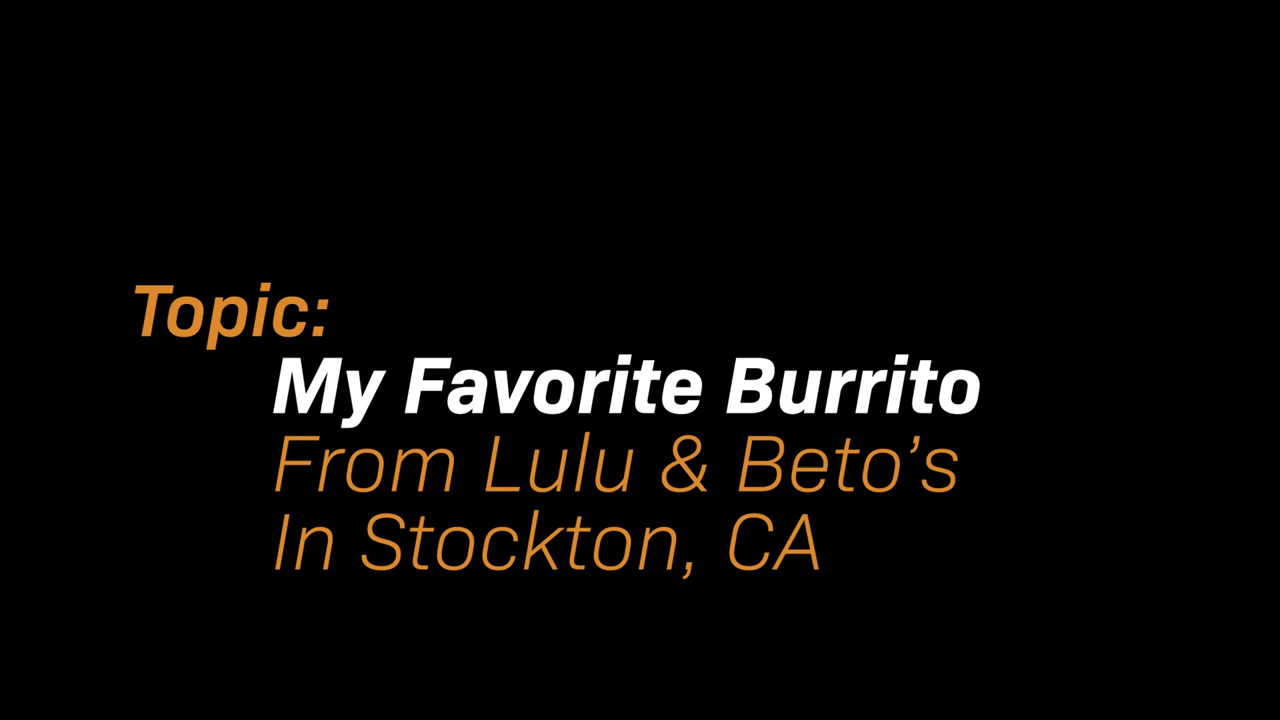 Topic:
My Favorite Burrito
From Lulu & Beto’s
In Stockton, CA